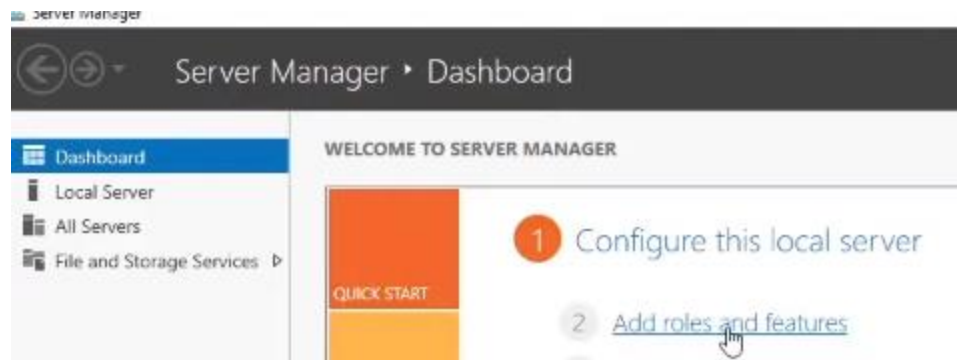 Server Manager
Server Manager • Dashboard
Dashboard
Local Server
All Servers
File and Storage Services
WELCOME TO SERVER MANAGER
QUICK START
1 Configure this local server
2 Add roles and features